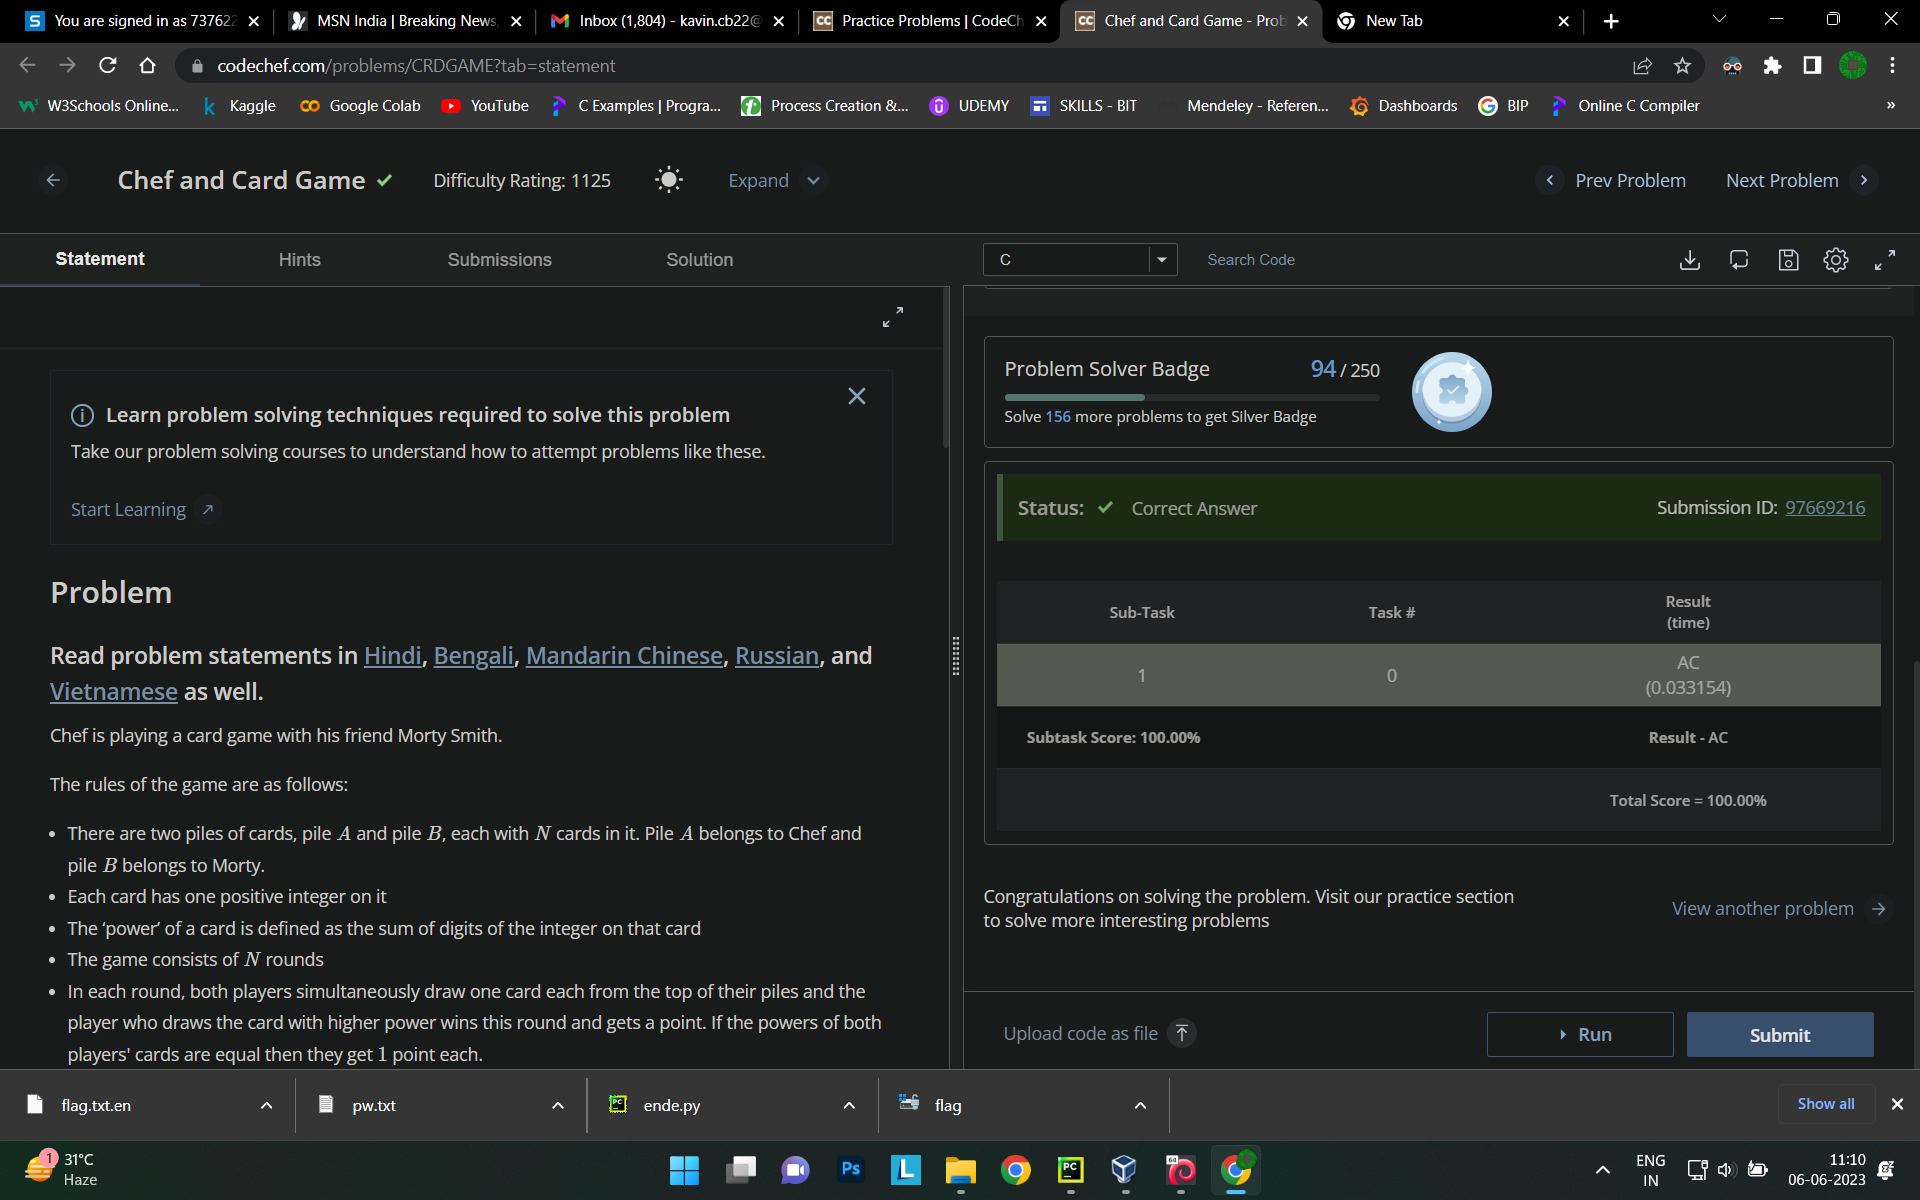 You are signed in as 73762
MSN India | Breaking News,
Inbox (1,804) - kavin.cb22@
Practice Problems | CodeCh
Chef and Card Game - Prob
New Tab
codechef.com/problems/CRDGAME?tab=statement
W3Schools Online...
Kaggle
Google Colab
YouTube
C Examples | Progra...
Process Creation &...
UDEMY
SKILLS - BIT
Mendeley - Referen...
Dashboards
BIP
Online C Compiler
»
Chef and Card Game
Difficulty Rating: 1125
Expand
Prev Problem
Next Problem
Statement
Hints
Submissions
Solution
C
Search Code
Learn problem solving techniques required to solve this problem
Take our problem solving courses to understand how to attempt problems like these.
Start Learning
Problem
Read problem statements in Hindi, Bengali, Mandarin Chinese, Russian, and
Vietnamese as well.
Chef is playing a card game with his friend Morty Smith.
The rules of the game are as follows:
• There are two piles of cards, pile A and pile B, each with N cards in it. Pile A belongs to Chef and
pile B belongs to Morty.
• Each card has one positive integer on it
• The ‘power’ of a card is defined as the sum of digits of the integer on that card
• The game consists of N rounds
• In each round, both players simultaneously draw one card each from the top of their piles and the
player who draws the card with higher power wins this round and gets a point. If the powers of both
players' cards are equal then they get 1 point each.
Problem Solver Badge
94 / 250
Solve 156 more problems to get Silver Badge
Status: Correct Answer
Submission ID: 97669216
Sub-Task
Task #
Result
(time)
1
0
AC
(0.033154)
Subtask Score: 100.00%
Result - AC
Total Score = 100.00%
Congratulations on solving the problem. Visit our practice section
to solve more interesting problems
View another problem
Upload code as file
Run
Submit
flag.txt.en
pw.txt
ende.py
flag
Show all
1
31°C
Haze
Ps
L
PC
64
ENG
IN
11:10
06-06-2023